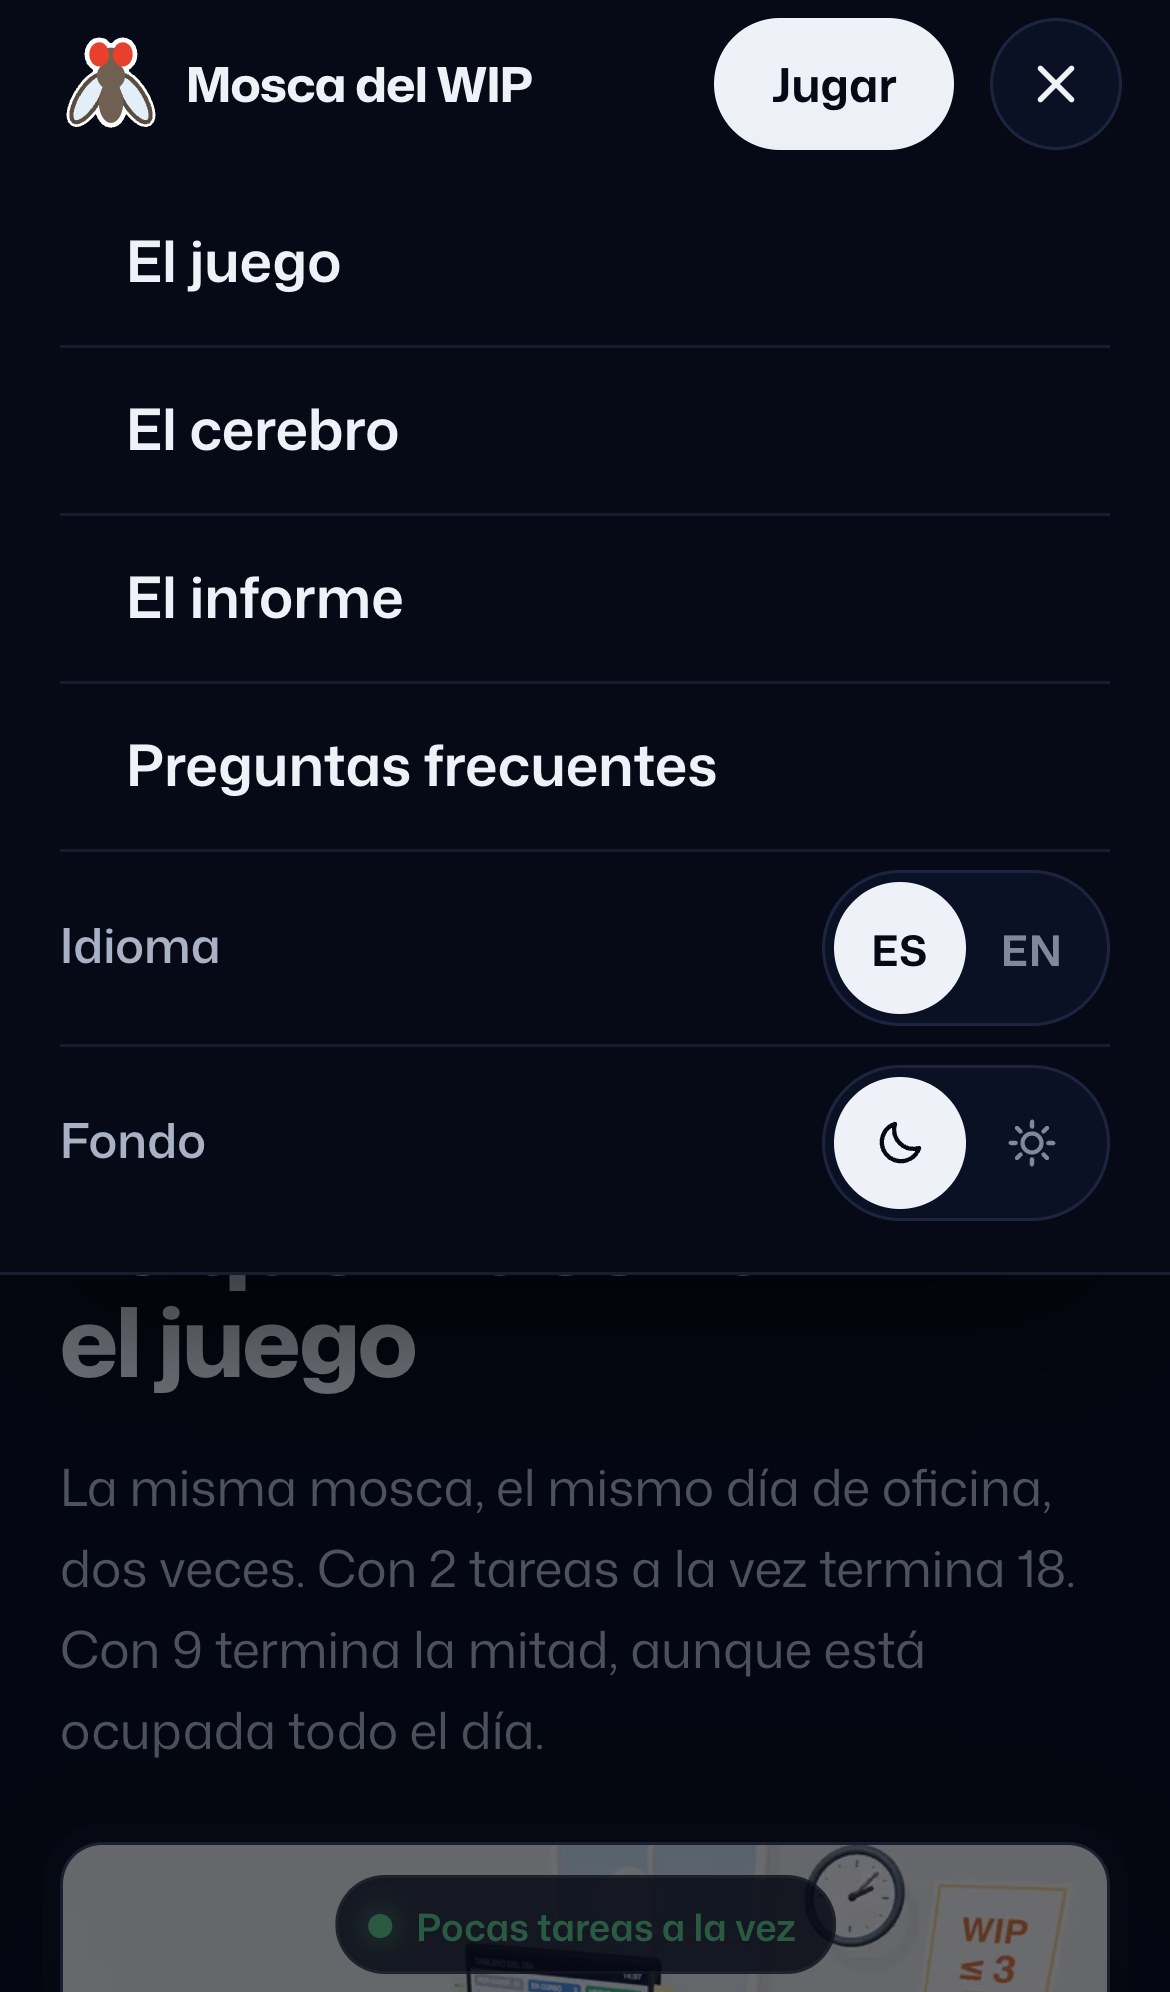 Mosca del WIP
Jugar
El juego
El cerebro
El informe
Preguntas frecuentes
Idioma
ES
EN
Fondo
el juego
La misma mosca, el mismo día de oficina,
dos veces. Con 2 tareas a la vez termina 18.
Con 9 termina la mitad, aunque está
ocupada todo el día.
Pocas tareas a la vez
WIP
≤ 3